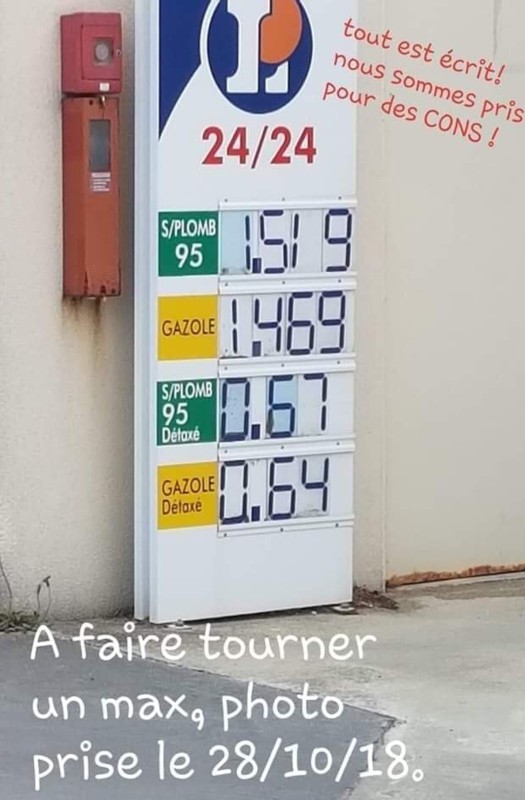 tout est écrit!
nous sommes pris
pour des CONS !
L
24/24
S/PLOMB
95
1.519
GAZOLE
1.469
S/PLOMB
95
Détaxé
0.67
GAZOLE
Détaxé
0.64
A faire tourner
un max, photo
prise le 28/10/18.